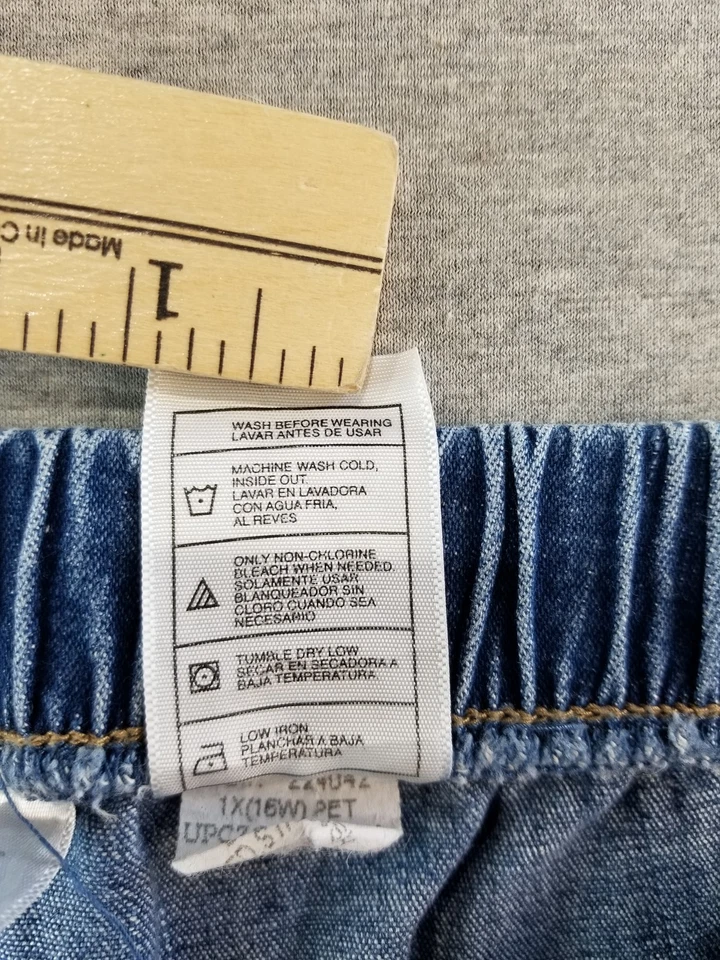 Made in
1
WASH BEFORE WEARING
LAVAR ANTES DE USAR
MACHINE WASH COLD,
INSIDE OUT.
LAVAR EN LAVADORA
CON AGUA FRIA,
AL REVES
ONLY NON-CHLORINE
BLEACH WHEN NEEDED.
SOLAMENTE USAR
BLANQUEADOR SIN
CLORO CUANDO SEA
NECESARIO
TUMBLE DRY LOW
SECAR EN SECADORA A
BAJA TEMPERATURA
LOW IRON
PLANCHAR A BAJA
TEMPERATURA
1X(16W) PET